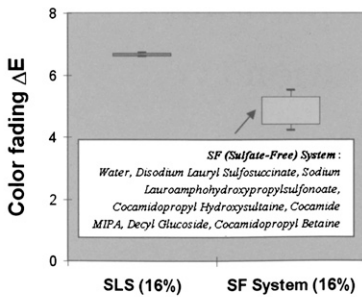 Color fading ΔE
8
6
4
2
0
SF (Sulfate-Free) System :
Water, Disodium Lauryl Sulfosuccinate, Sodium
Lauroamphohydroxypropylsulfonoate,
Cocamidopropyl Hydroxysultaine, Cocamide
MIPA, Decyl Glucoside, Cocamidopropyl Betaine
SLS (16%)
SF System (16%)